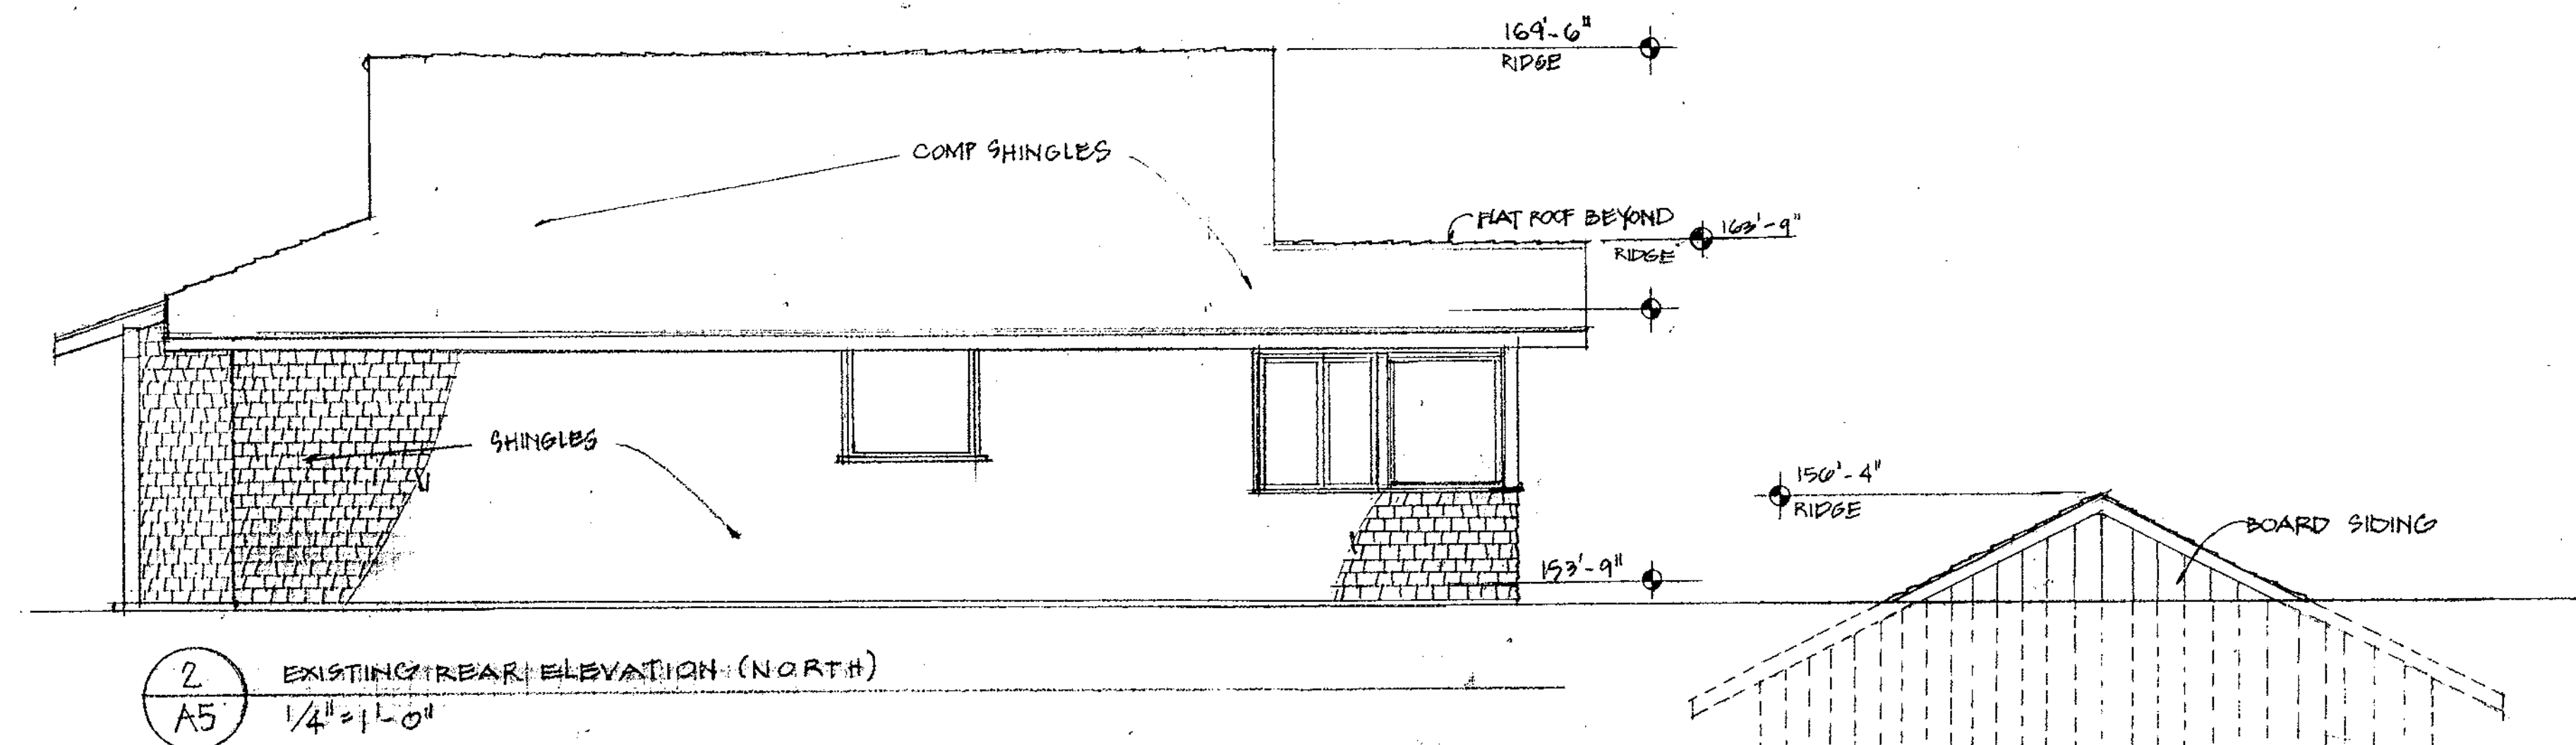 169'-6"
RIDGE
COMP SHINGLES
FLAT ROOF BEYOND
163'-9"
RIDGE
SHINGLES
156'-4"
RIDGE
BOARD SIDING
153'-9"
2
A5
EXISTING REAR ELEVATION (NORTH)
1/4" = 1'-0"